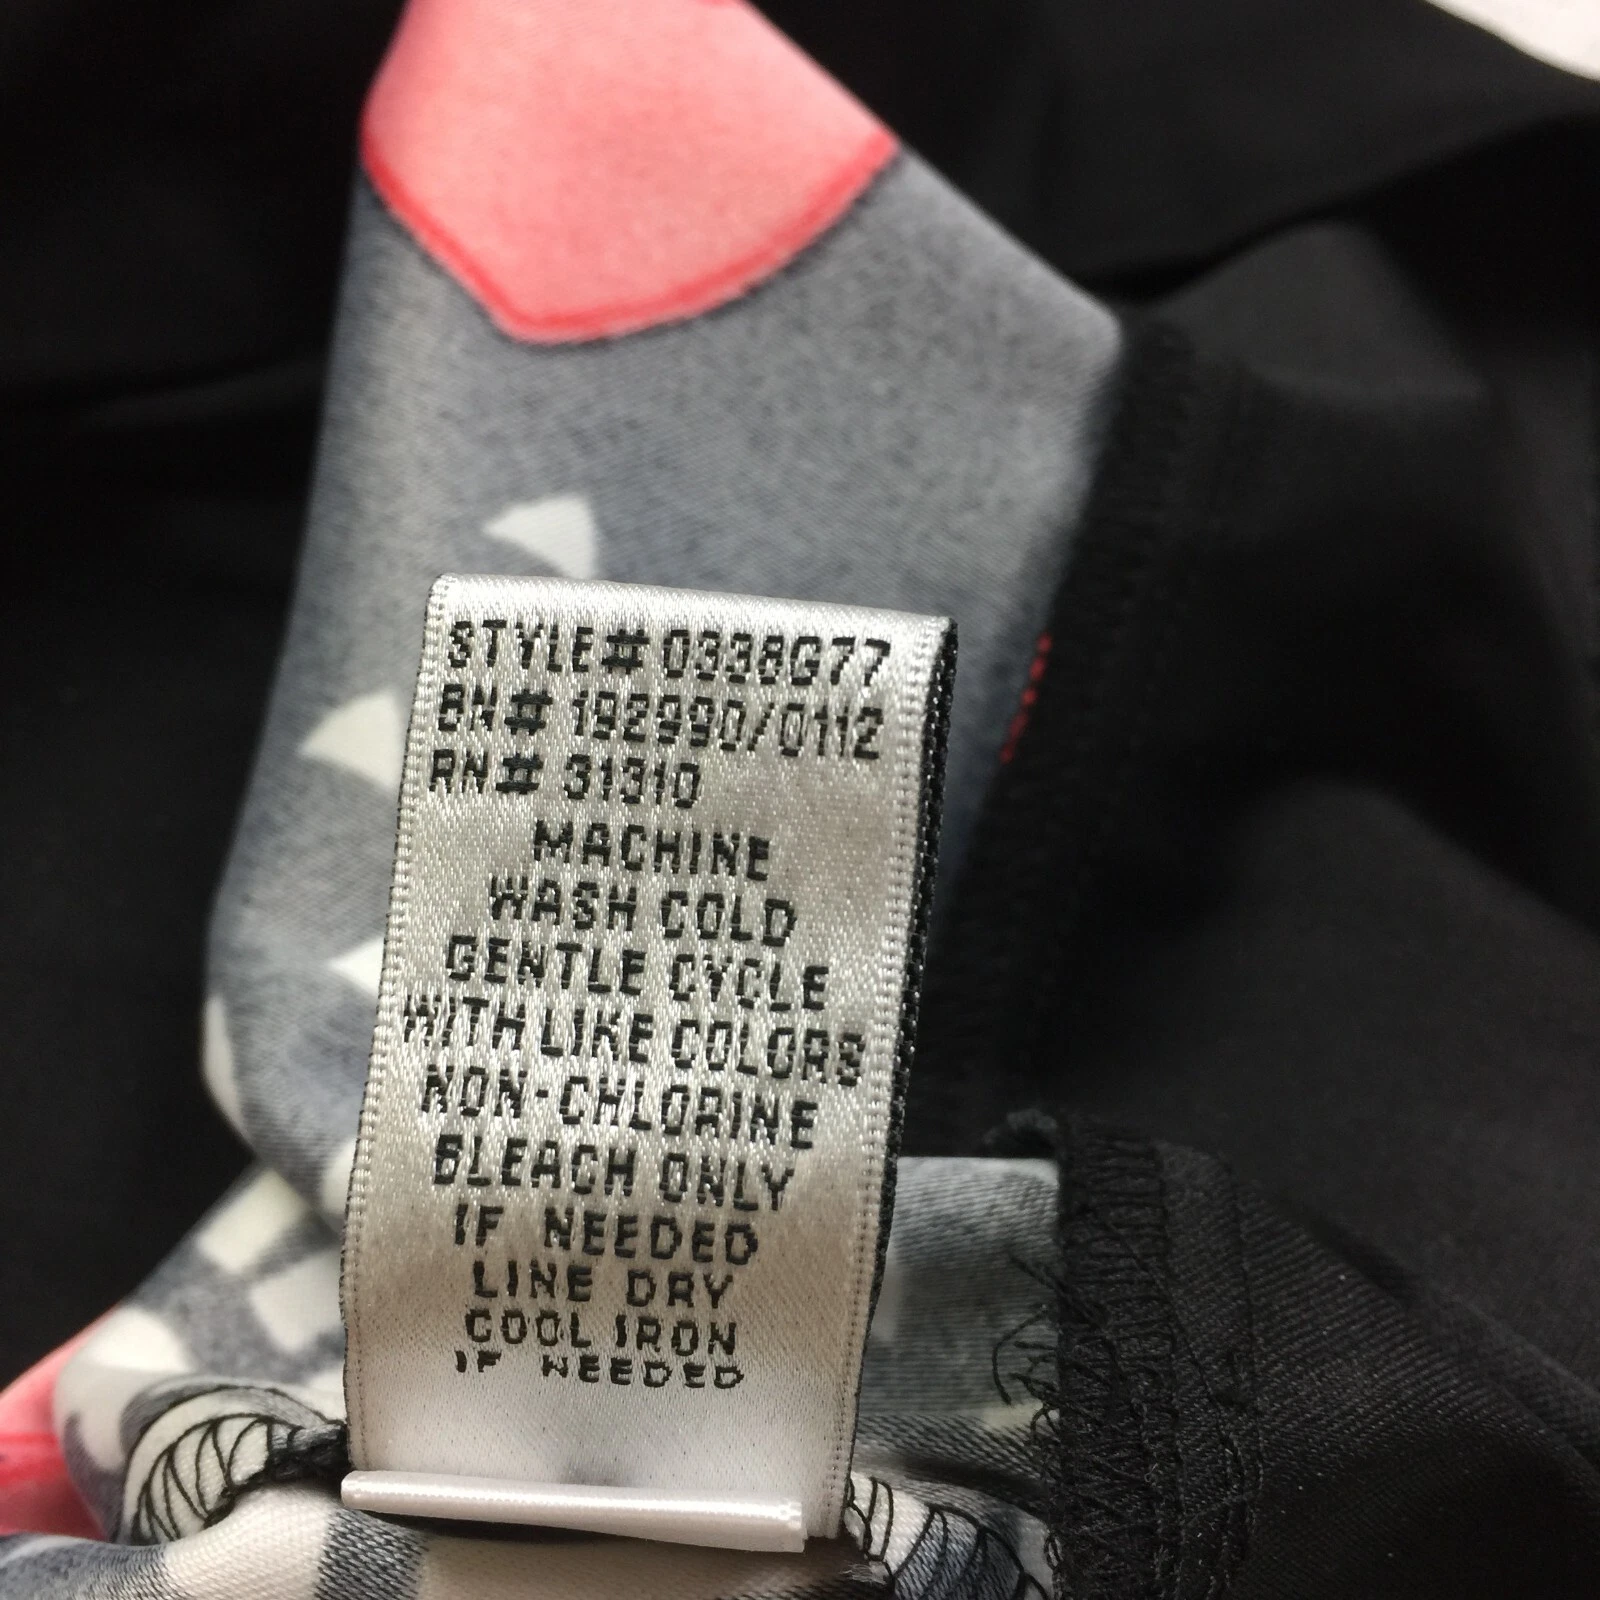 STYLE# 0338G77
BN# 192990/0112
RN# 31310
MACHINE
WASH COLD
GENTLE CYCLE
WITH LIKE COLORS
NON-CHLORINE
BLEACH ONLY
IF NEEDED
LINE DRY
COOL IRON
IF NEEDED